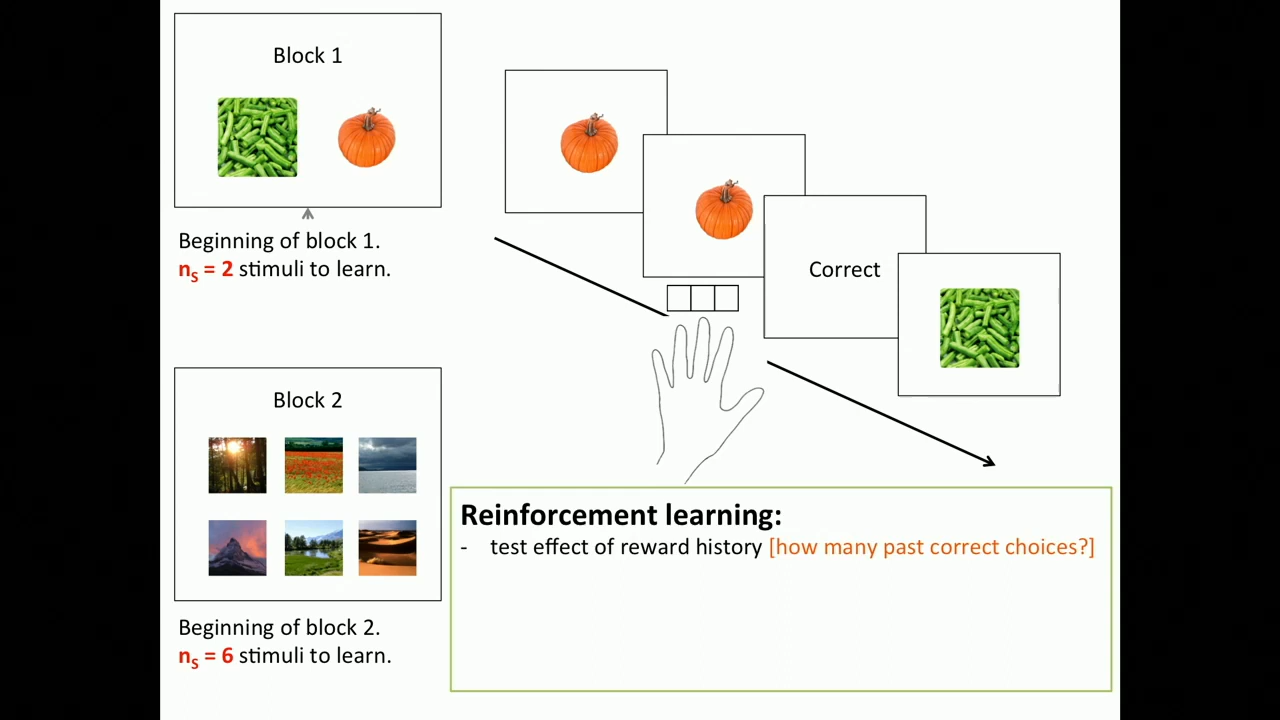 Block 1
Beginning of block 1.
nS = 2 stimuli to learn.
Correct
Block 2
Beginning of block 2.
nS = 6 stimuli to learn.
Reinforcement learning:
- test effect of reward history [how many past correct choices?]